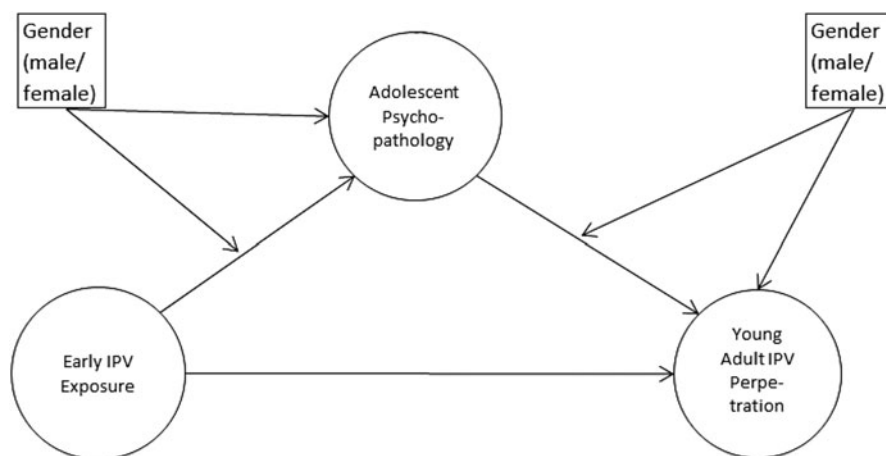 Gender
(male/
female)
Gender
(male/
female)
Adolescent
Psycho-
pathology
Early IPV
Exposure
Young
Adult IPV
Perpe-
tration